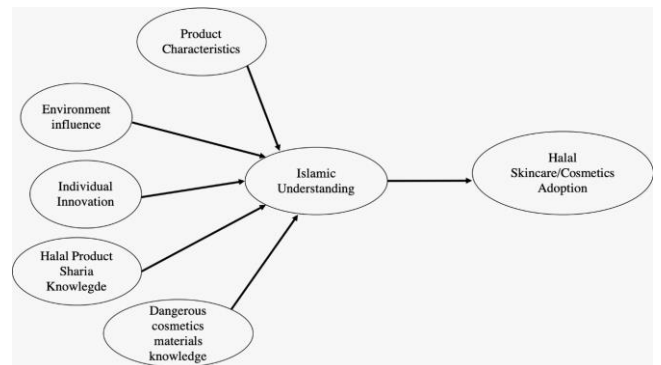 Product
Characteristics
Environment
influence
Individual
Innovation
Halal Product
Sharia
Knowlegde
Dangerous
cosmetics
materials
knowledge
Islamic
Understanding
Halal
Skincare/Cosmetics
Adoption